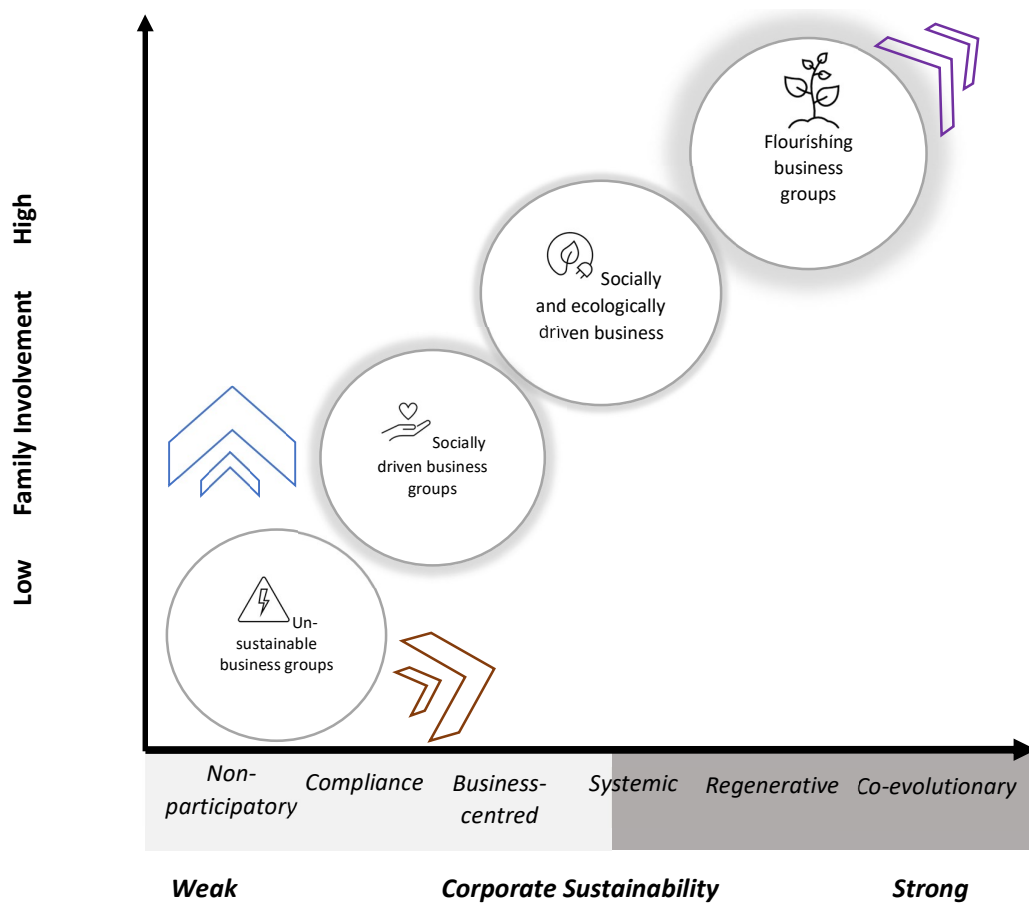 High
Family Involvement
Low
Flourishing
business
groups
Socially
and ecologically
driven business
Socially
driven business
groups
Un-
sustainable
business groups
Non-
participatory
Compliance
Business-
centred
Systemic
Regenerative
Co-evolutionary
Weak
Corporate Sustainability
Strong